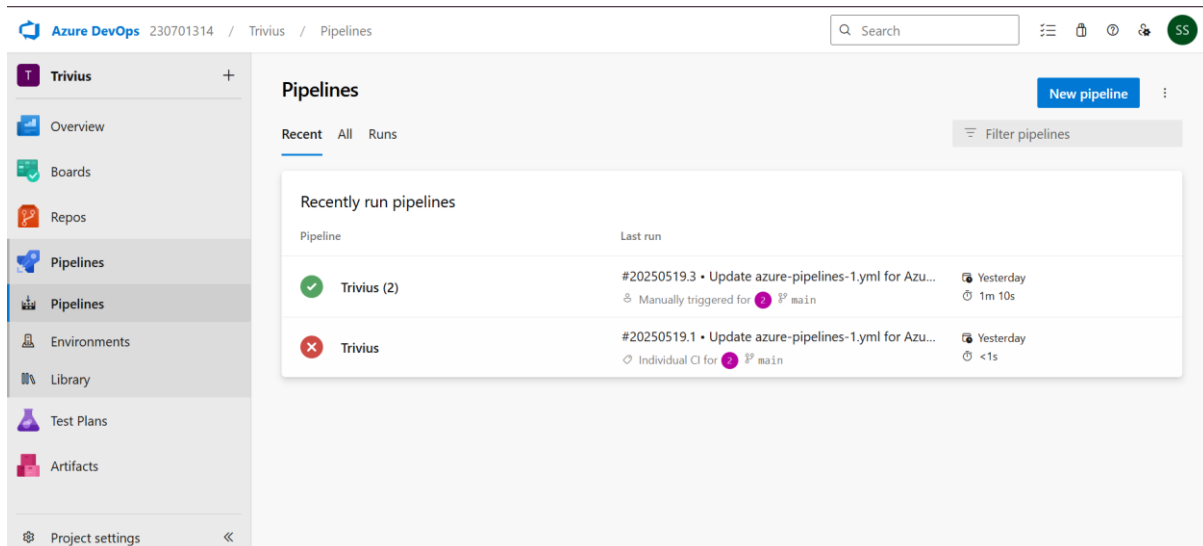 Azure DevOps 230701314 / Trivius / Pipelines
Search
SS
T Trivius
Overview
Boards
Repos
Pipelines
Pipelines
Environments
Library
Test Plans
Artifacts
Project settings
Pipelines
New pipeline
Recent All Runs
Filter pipelines
Recently run pipelines
Pipeline Last run
Trivius (2)
#20250519.3 • Update azure-pipelines-1.yml for Azu...
Yesterday
Manually triggered for 2 main
1m 10s
Trivius
#20250519.1 • Update azure-pipelines-1.yml for Azu...
Yesterday
Individual CI for 2 main
<1s